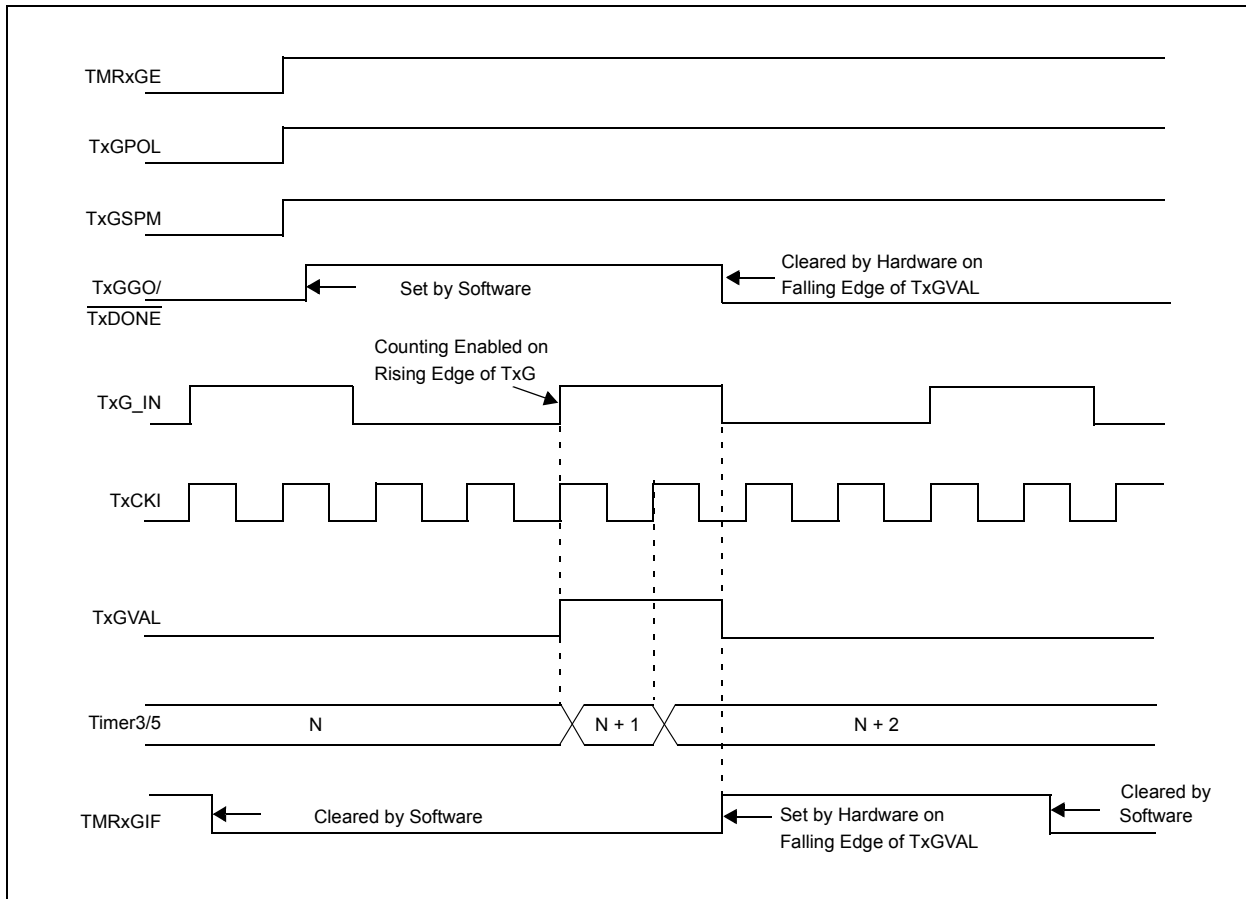 TMRxGE
TxGPOL
TxGSPM
TxGGO/
TxDONE
Set by Software
Cleared by Hardware on
Falling Edge of TxGVAL
Counting Enabled on
Rising Edge of TxG
TxG_IN
TxCKI
TxGVAL
Timer3/5
N
N + 1
N + 2
TMRxGIF
Cleared by Software
Set by Hardware on
Falling Edge of TxGVAL
Cleared by
Software